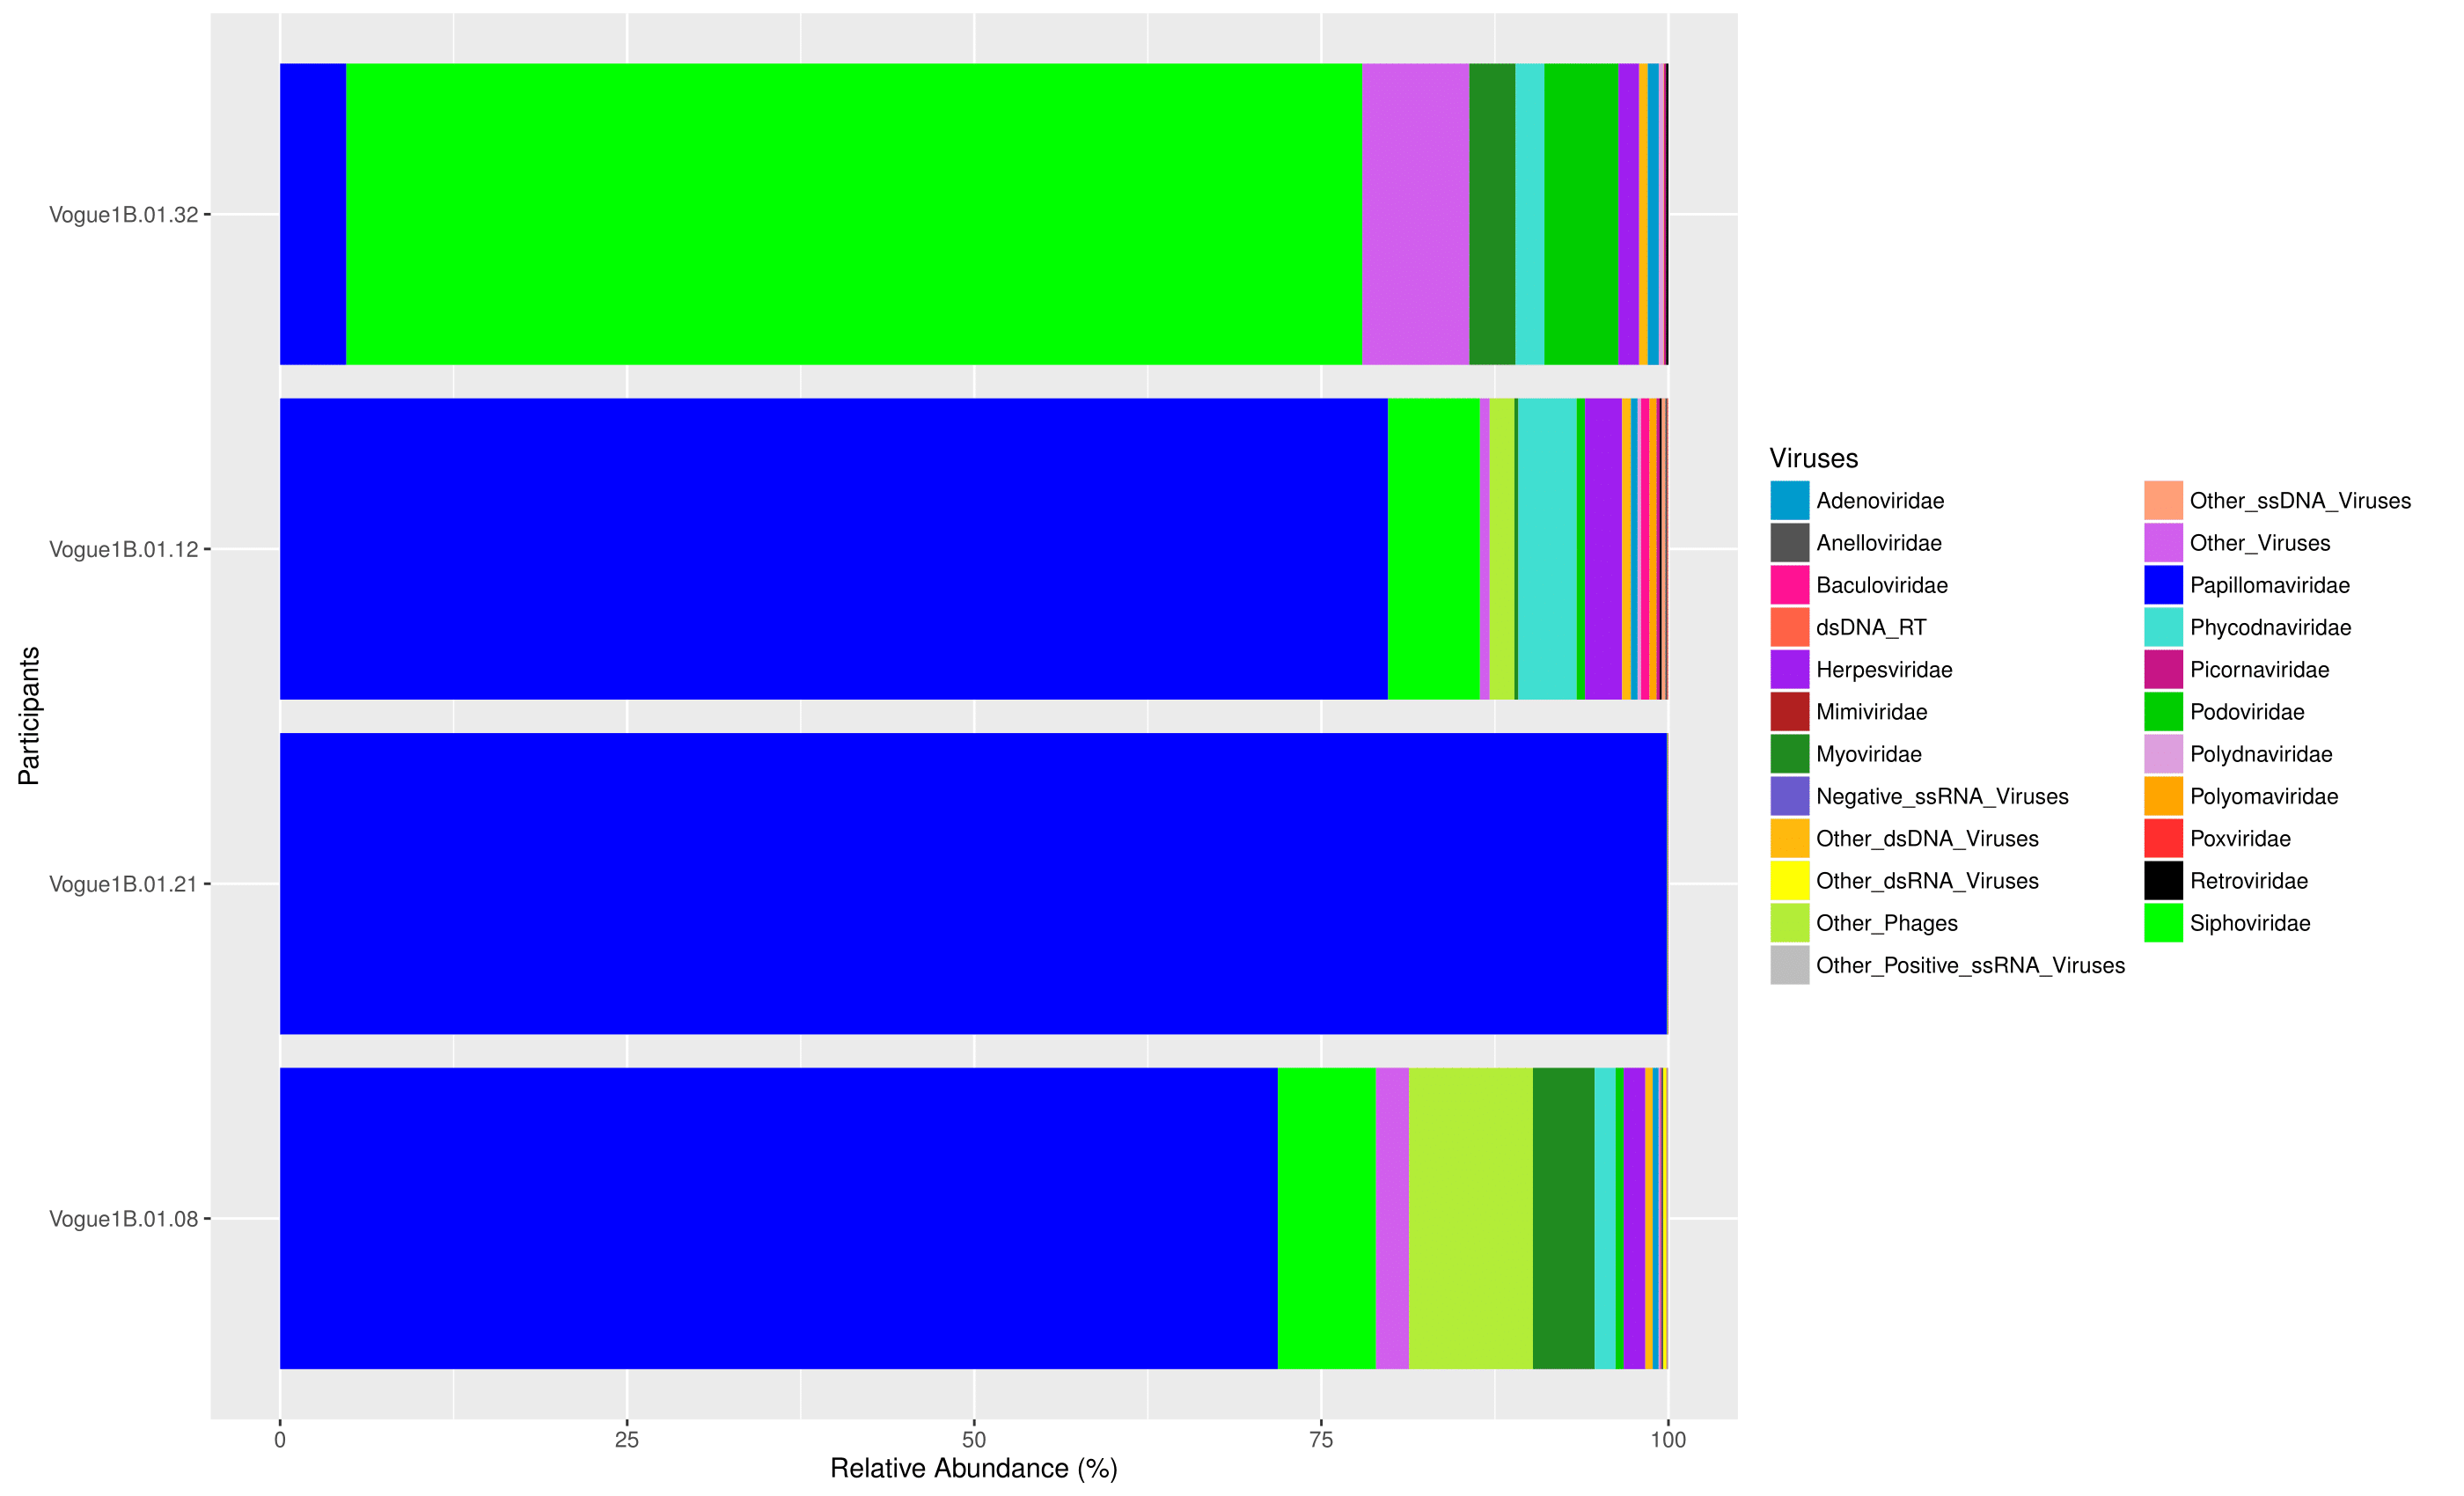 Participants
Vogue1B.01.32
Vogue1B.01.12
Vogue1B.01.21
Vogue1B.01.08
0 25 50 75 100
Relative Abundance (%)
Viruses
Adenoviridae
Anelloviridae
Baculoviridae
dsDNA_RT
Herpesviridae
Mimiviridae
Myoviridae
Negative_ssRNA_Viruses
Other_dsDNA_Viruses
Other_dsRNA_Viruses
Other_Phages
Other_Positive_ssRNA_Viruses
Other_ssDNA_Viruses
Other_Viruses
Papillomaviridae
Phycodnaviridae
Picornaviridae
Podoviridae
Polydnaviridae
Polyomaviridae
Poxviridae
Retroviridae
Siphoviridae